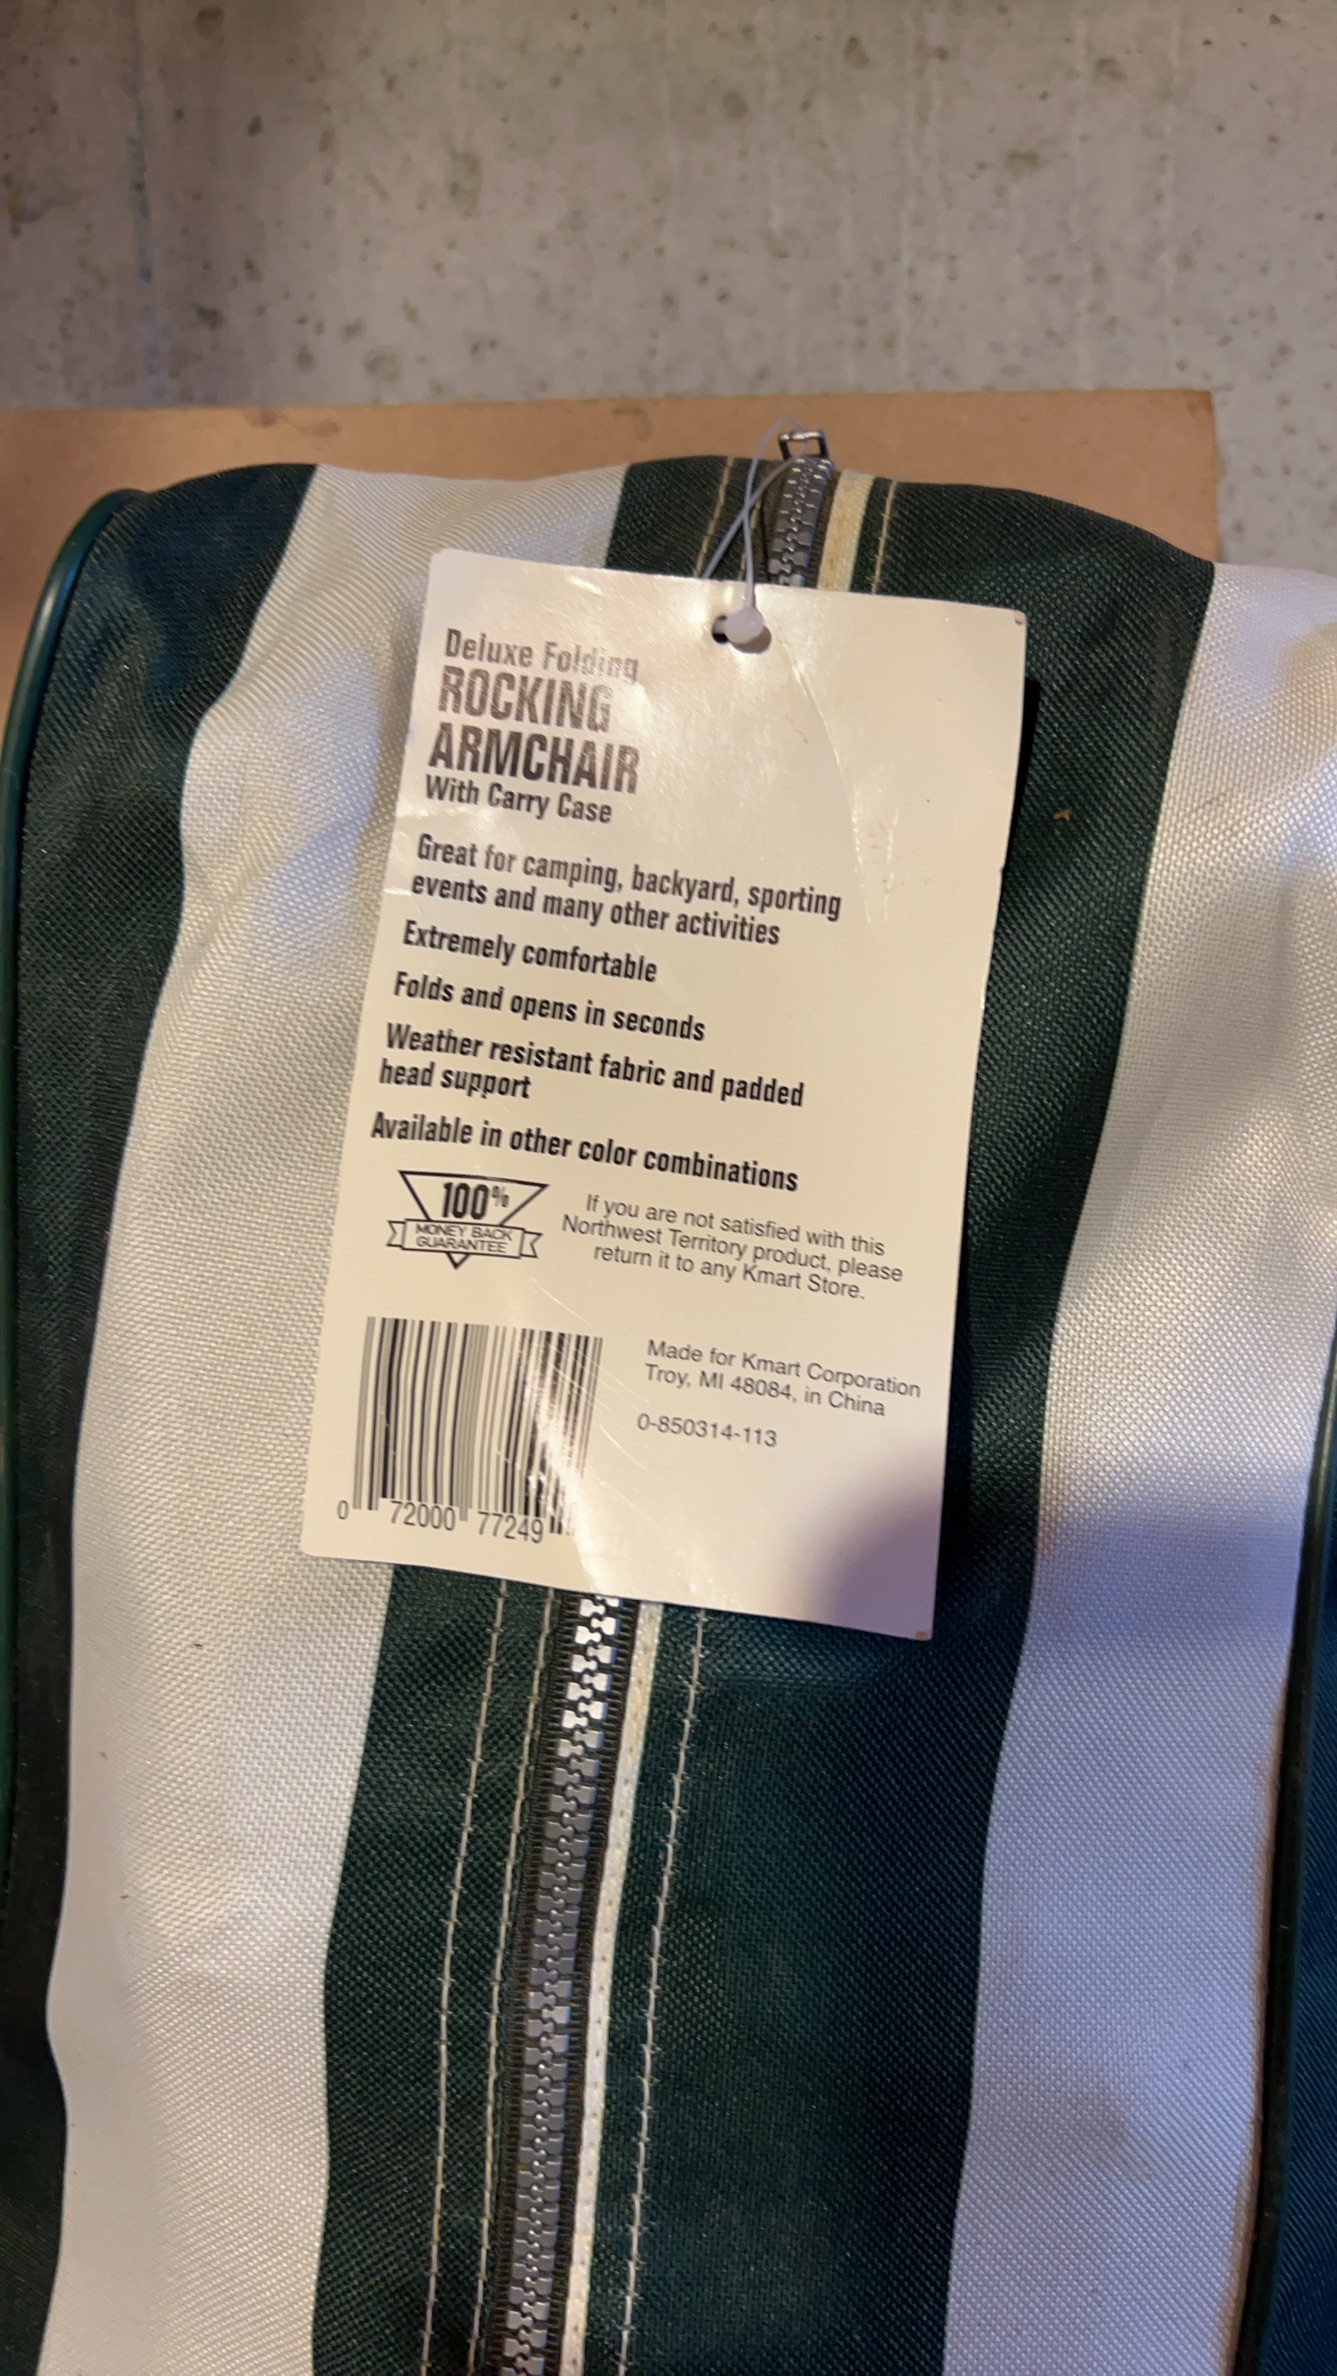 Deluxe Folding
ROCKING
ARMCHAIR
With Carry Case
Great for camping, backyard, sporting
events and many other activities
Extremely comfortable
Folds and opens in seconds
Weather resistant fabric and padded
head support
Available in other color combinations
100%
MONEY BACK
GUARANTEE
If you are not satisfied with this
Northwest Territory product, please
return it to any Kmart Store.
Made for Kmart Corporation
Troy, MI 48084, in China
0-850314-113
0 72000 77249